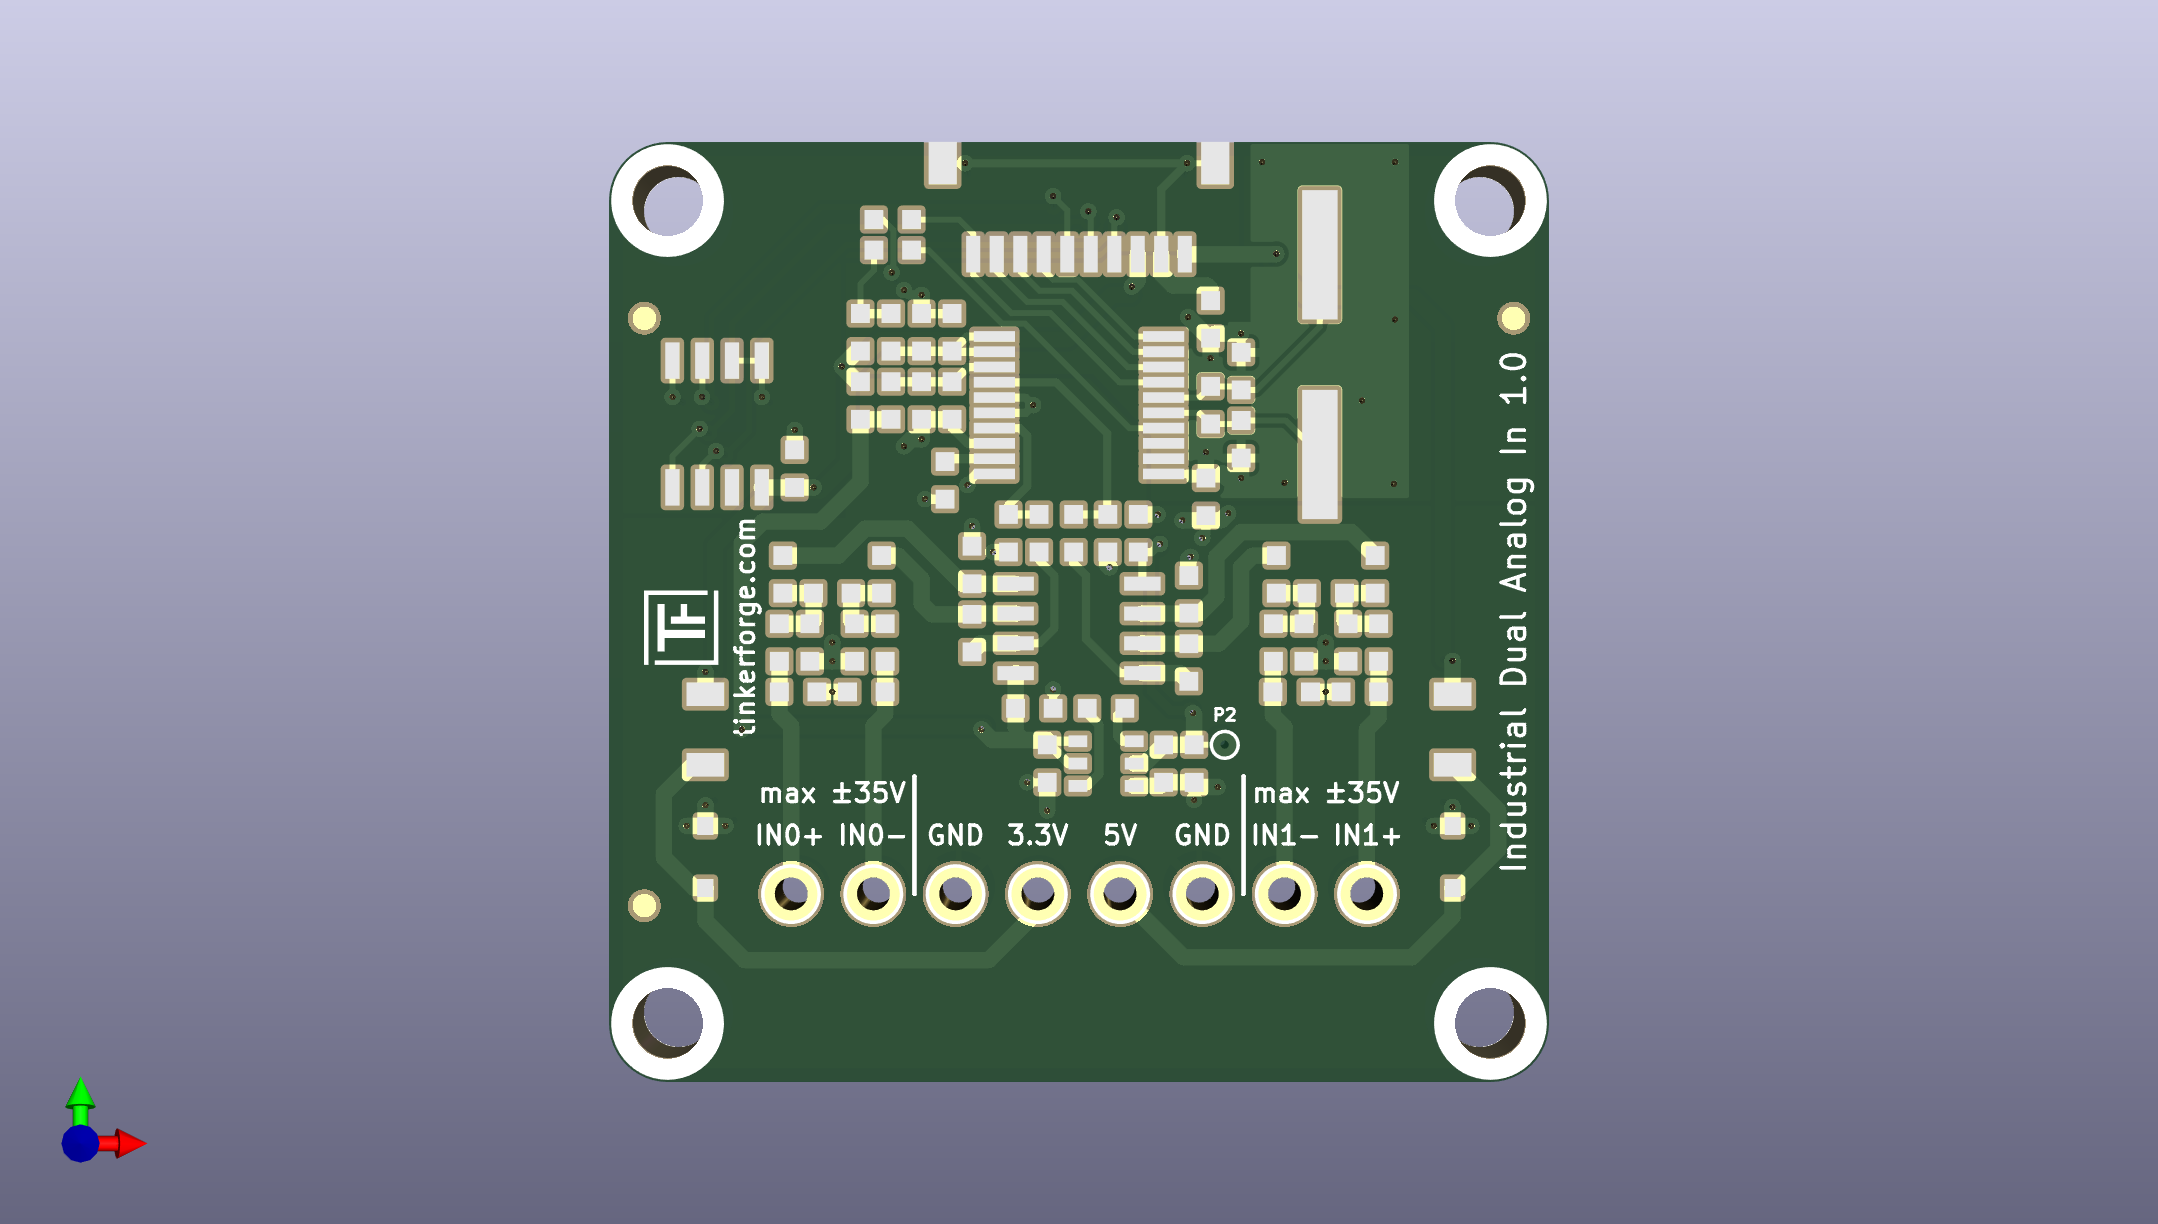 P2
max ±35V
max ±35V
IN0+
IN0-
GND
3.3V
5V
GND
IN1-
IN1+
TF
tinkerforge.com
Industrial Dual Analog In 1.0